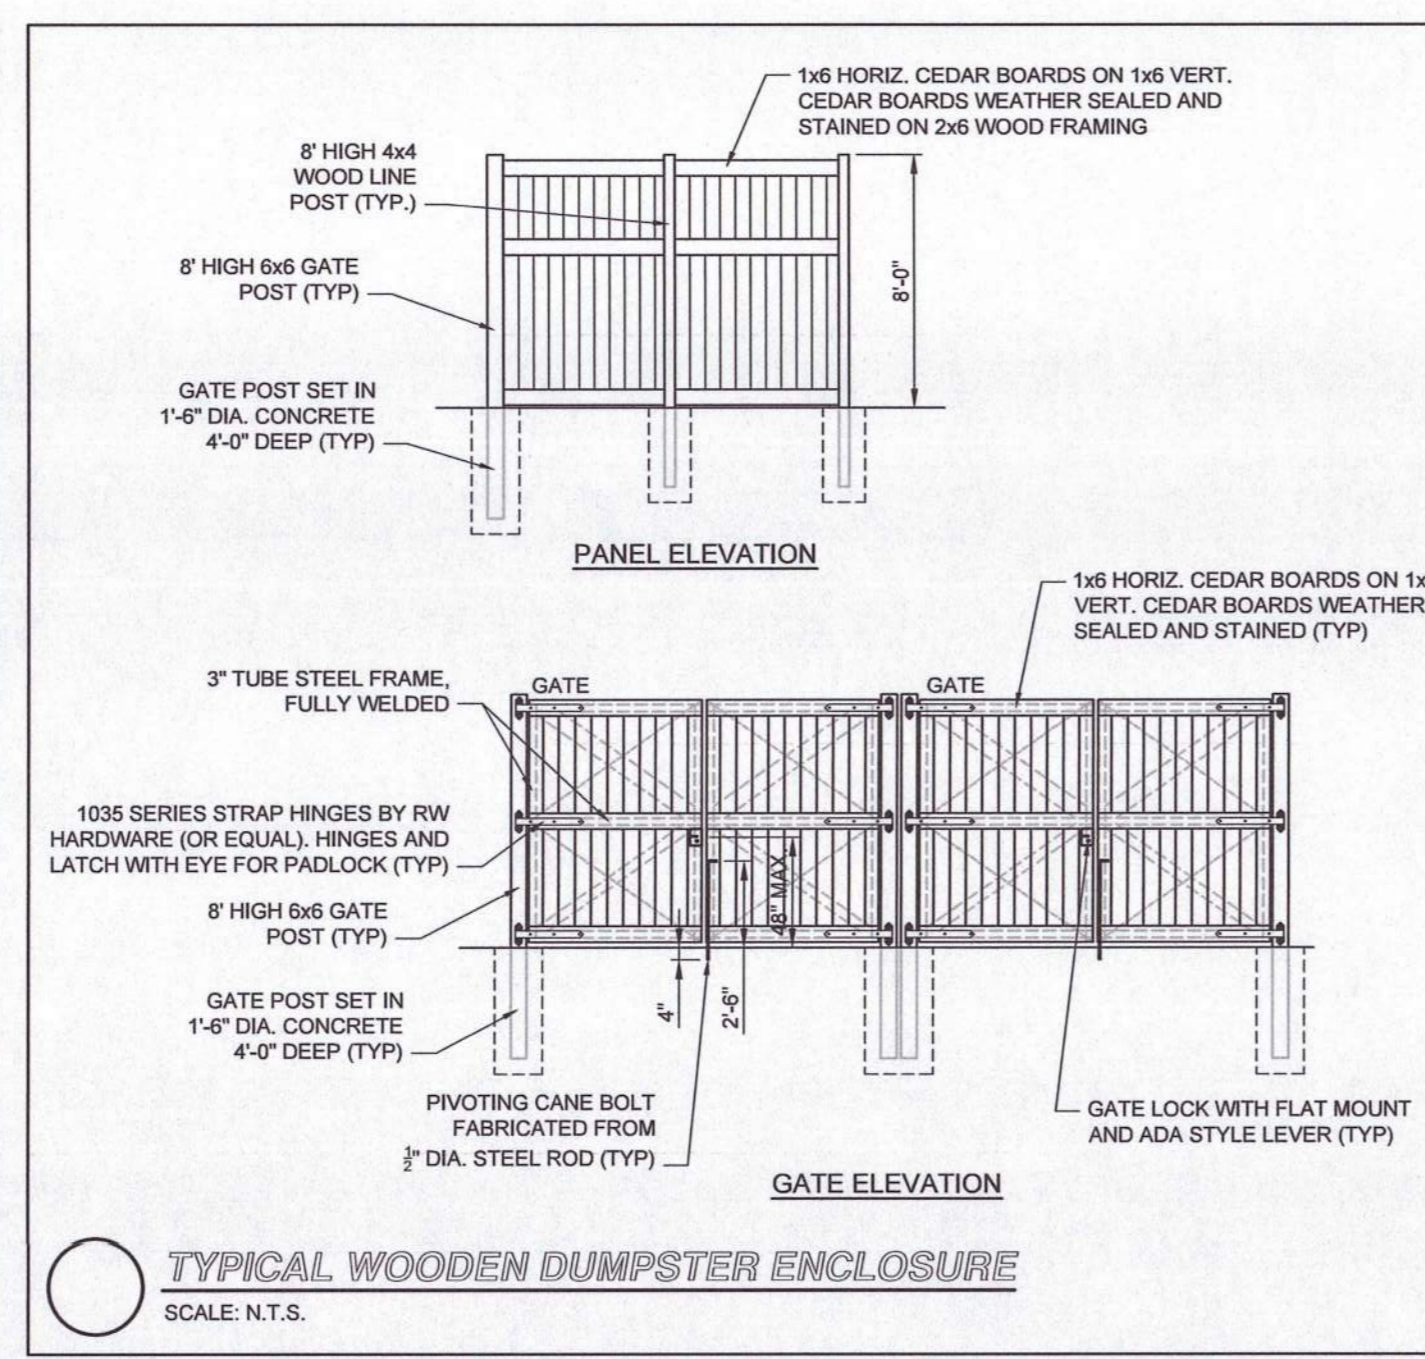 1x6 HORIZ. CEDAR BOARDS ON 1x6 VERT.
CEDAR BOARDS WEATHER SEALED AND
STAINED ON 2x6 WOOD FRAMING
8' HIGH 4x4
WOOD LINE
POST (TYP.)
8' HIGH 6x6 GATE
POST (TYP)
8'-0"
GATE POST SET IN
1'-6" DIA. CONCRETE
4'-0" DEEP (TYP)
PANEL ELEVATION
1x6 HORIZ. CEDAR BOARDS ON 1x
VERT. CEDAR BOARDS WEATHER
SEALED AND STAINED (TYP)
3" TUBE STEEL FRAME,
FULLY WELDED
GATE
GATE
1035 SERIES STRAP HINGES BY RW
HARDWARE (OR EQUAL). HINGES AND
LATCH WITH EYE FOR PADLOCK (TYP)
48" MAX.
8' HIGH 6x6 GATE
POST (TYP)
GATE POST SET IN
1'-6" DIA. CONCRETE
4'-0" DEEP (TYP)
4"
2'-6"
PIVOTING CANE BOLT
FABRICATED FROM
½" DIA. STEEL ROD (TYP)
GATE LOCK WITH FLAT MOUNT
AND ADA STYLE LEVER (TYP)
GATE ELEVATION
TYPICAL WOODEN DUMPSTER ENCLOSURE
SCALE: N.T.S.